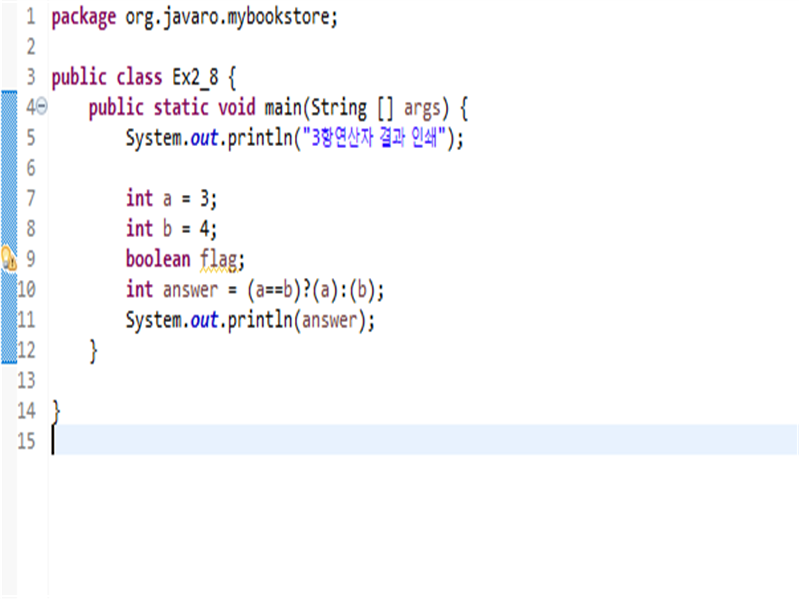 1 package org.javaro.mybookstore;
2
3 public class Ex2_8 {
4 public static void main(String [] args) {
5 System.out.println("3황연산자 결과 인쇄");
6
7 int a = 3;
8 int b = 4;
9 boolean flag;
10 int answer = (a==b)?(a):(b);
11 System.out.println(answer);
12 }
13
14 }
15